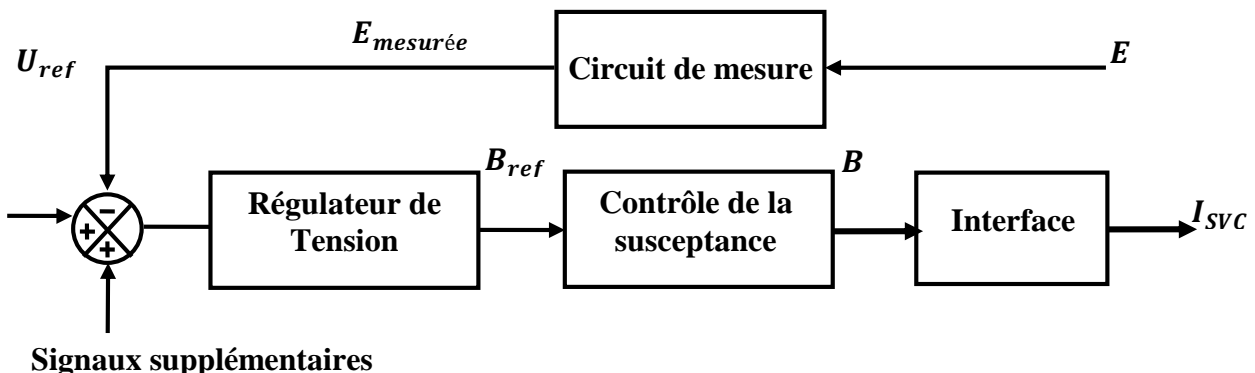 E_mesurée
U_ref
Circuit de mesure
E
B_ref
B
−
+
+
Régulateur de
Tension
Contrôle de la
susceptance
Interface
I_SVC
Signaux supplémentaires